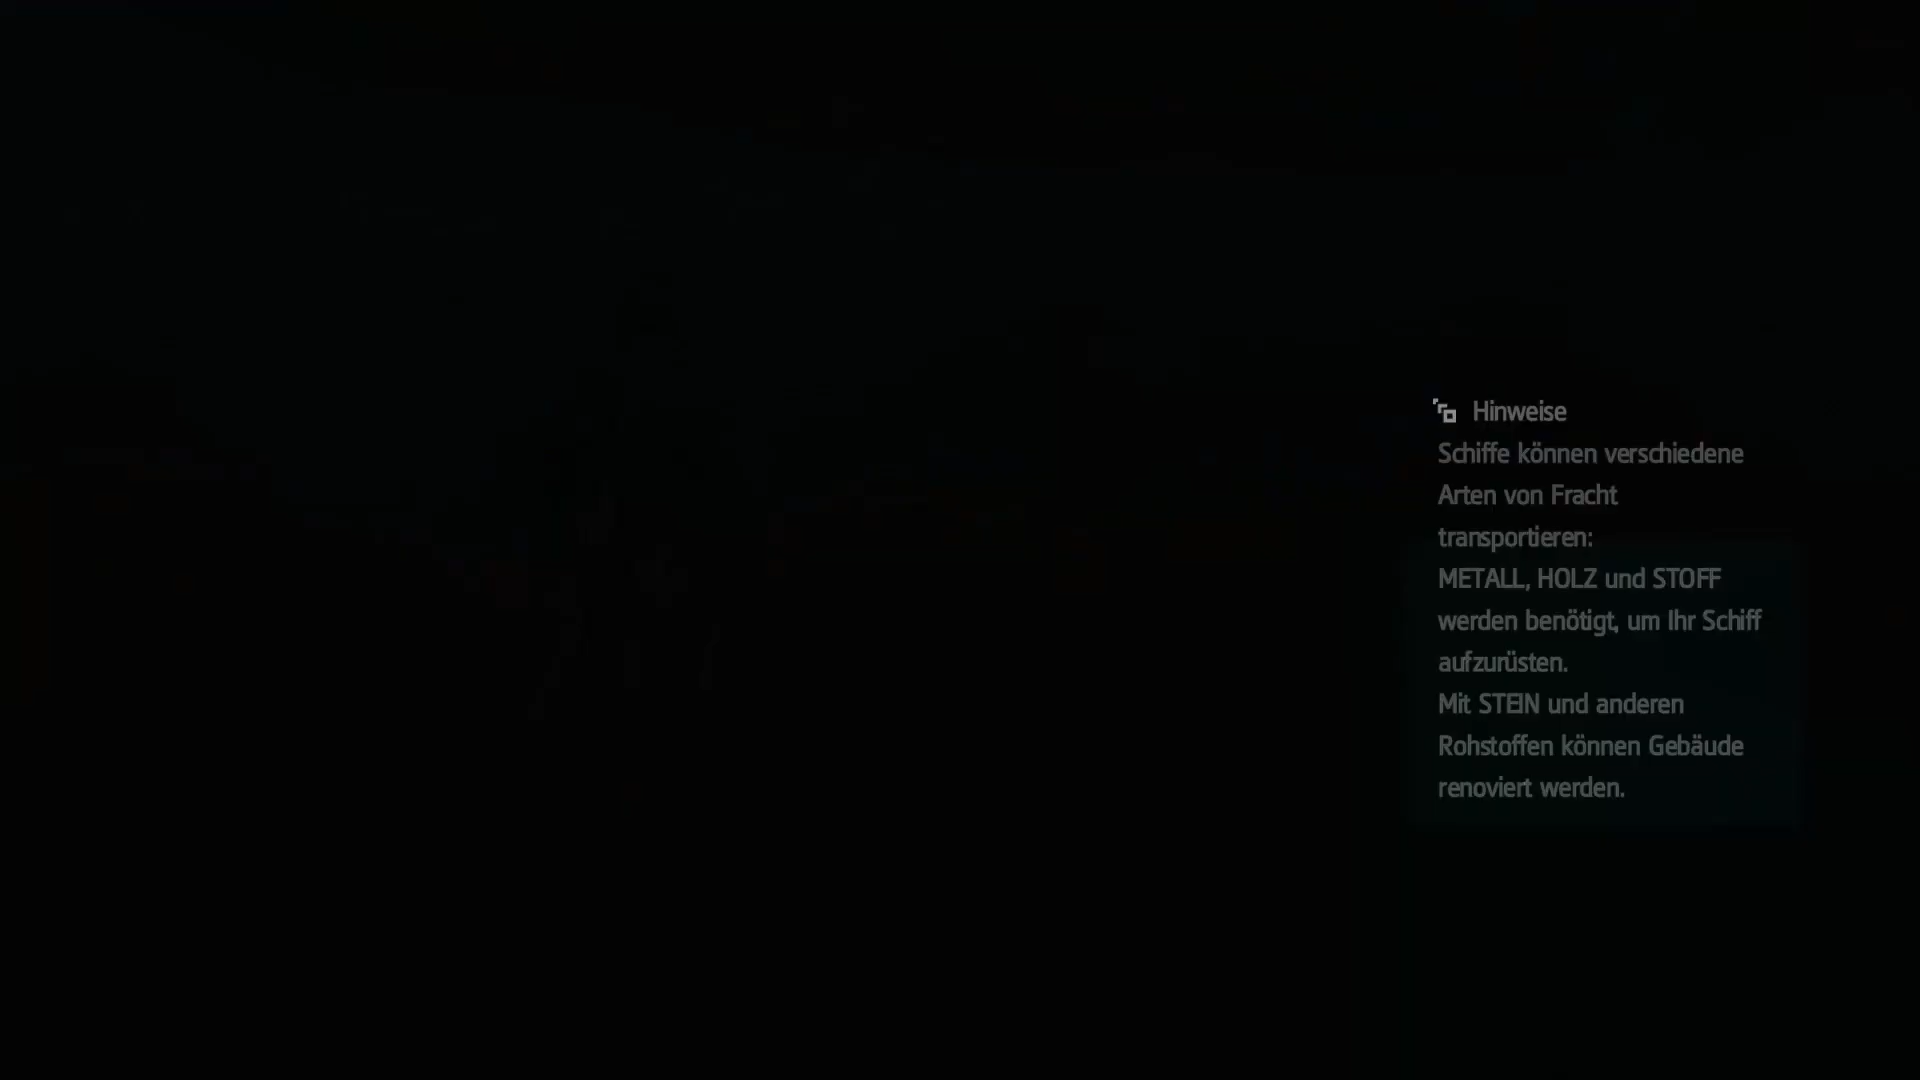 Hinweise
Schiffe können verschiedene
Arten von Fracht
transportieren:
METALL, HOLZ und STOFF
werden benötigt, um Ihr Schiff
aufzurüsten.
Mit STEIN und anderen
Rohstoffen können Gebäude
renoviert werden.